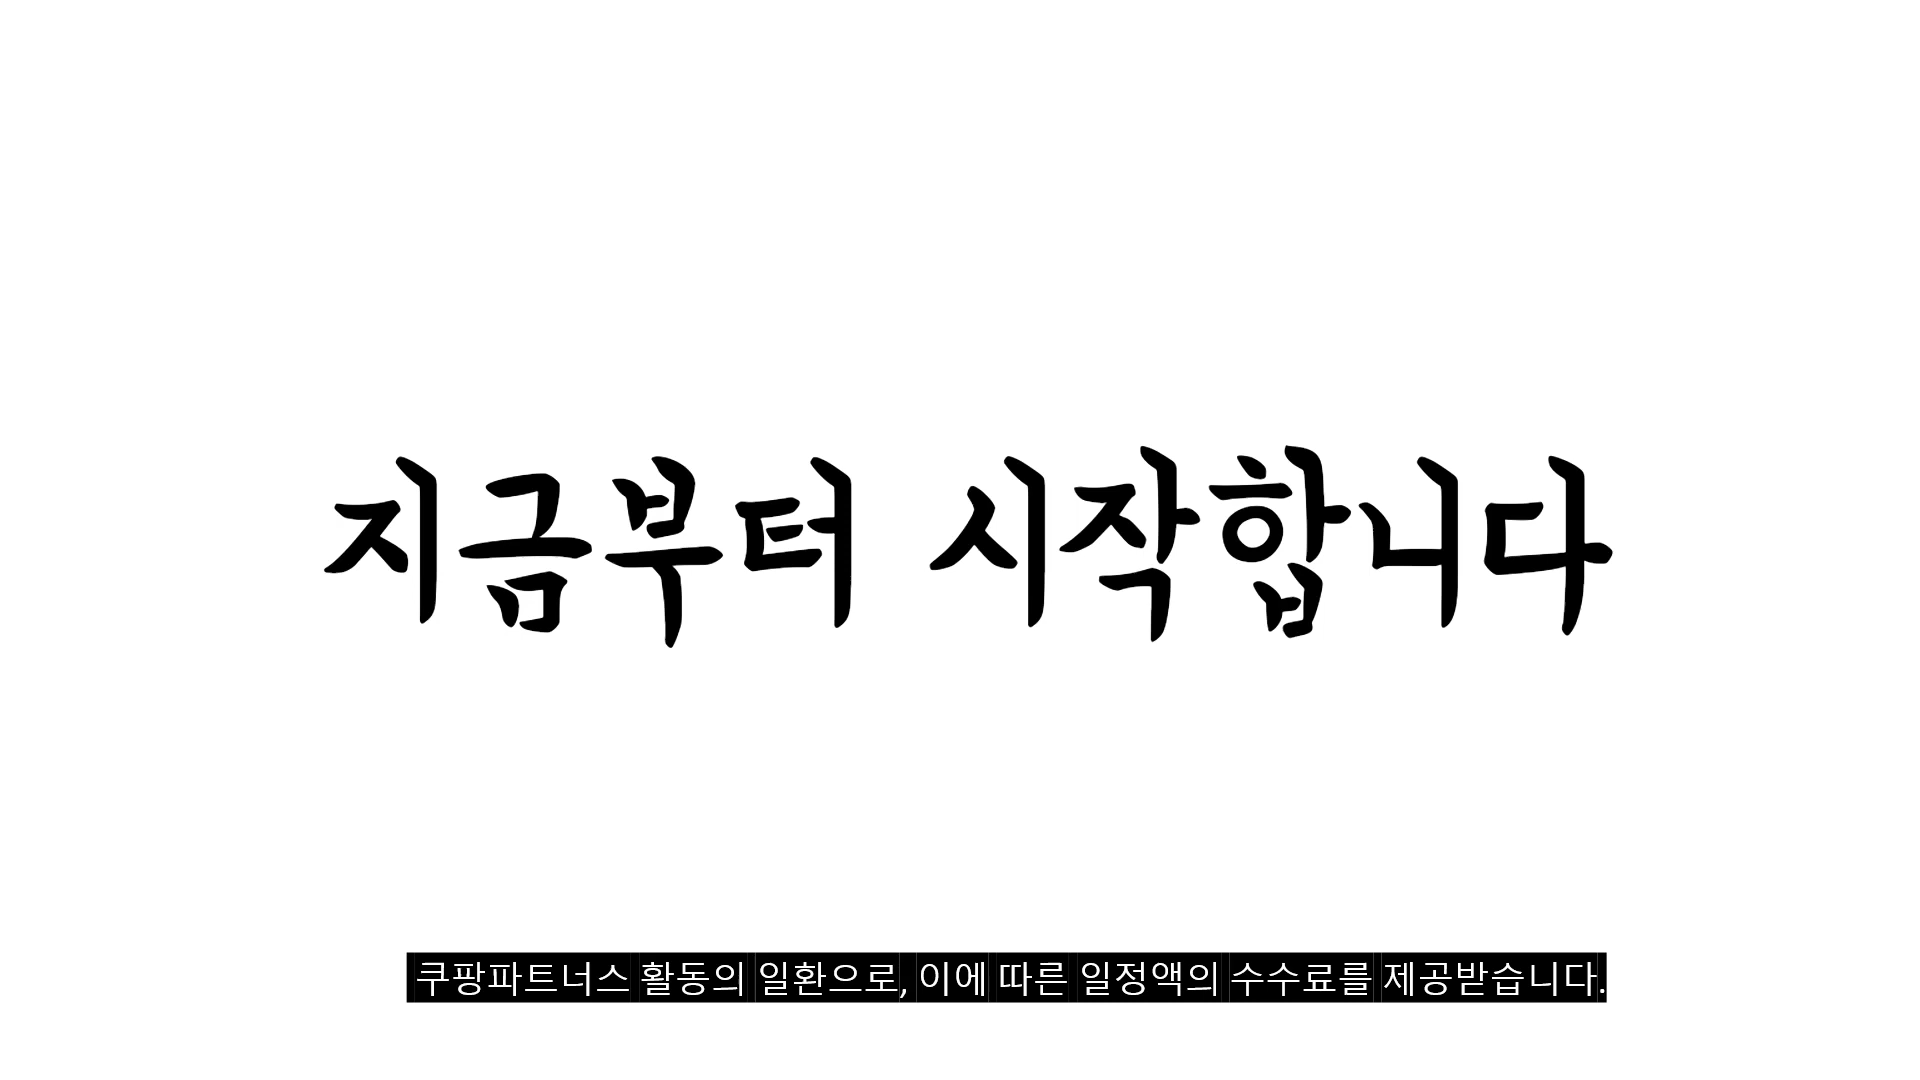 지금부터 시작합니다
쿠팡파트너스 활동의 일환으로, 이에 따른 일정액의 수수료를 제공받습니다.